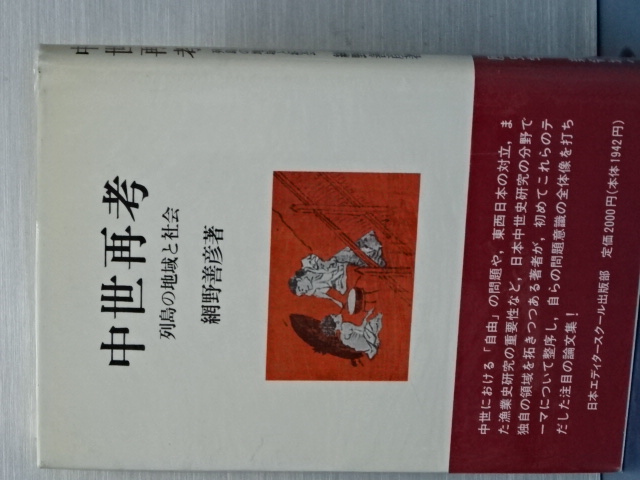 中世再考
列島の地域と社会
網野善彦著
中世における「自由」の問題や，東西日本の対立，ま
た漁業史研究の重要性など，日本中世史研究の分野で
独自の領域を拓きつつある著者が，初めてこれらのテ
ーマについて整序し，自らの問題意識の全体像を打ち
だした注目の論文集！
日本エディタースクール出版部 定価2000円(本体1942円)
中世再考